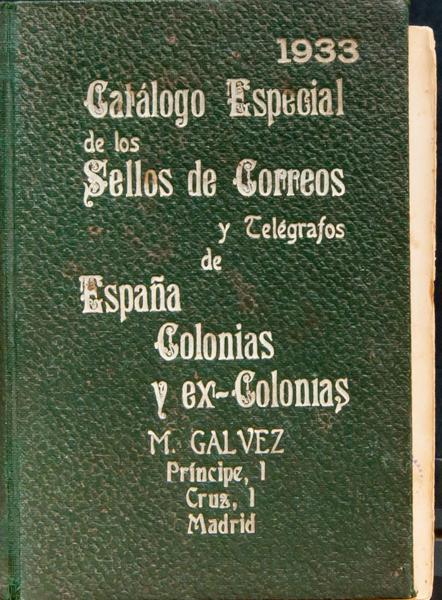 1933
Catálogo Especial
de los
Sellos de Correos
y Telégrafos
de
España
Colonias
y ex-Colonias
M. GALVEZ
Príncipe, 1
Cruz, 1
Madrid